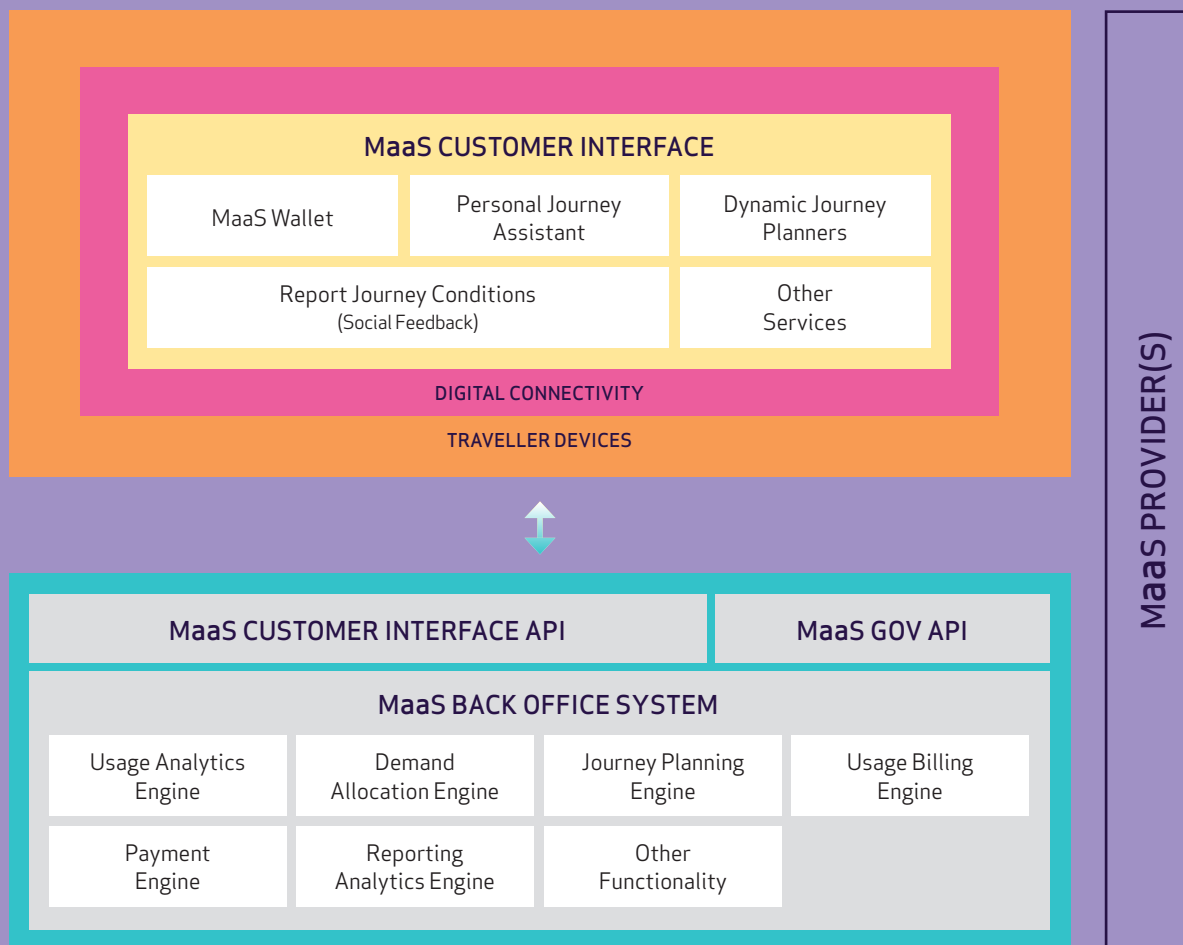 MaaS CUSTOMER INTERFACE
MaaS Wallet
Personal Journey
Assistant
Dynamic Journey
Planners
Report Journey Conditions
(Social Feedback)
Other
Services
DIGITAL CONNECTIVITY
TRAVELLER DEVICES
MaaS CUSTOMER INTERFACE API
MaaS GOV API
MaaS BACK OFFICE SYSTEM
Usage Analytics
Engine
Demand
Allocation Engine
Journey Planning
Engine
Usage Billing
Engine
Payment
Engine
Reporting
Analytics Engine
Other
Functionality
MaaS PROVIDER(S)